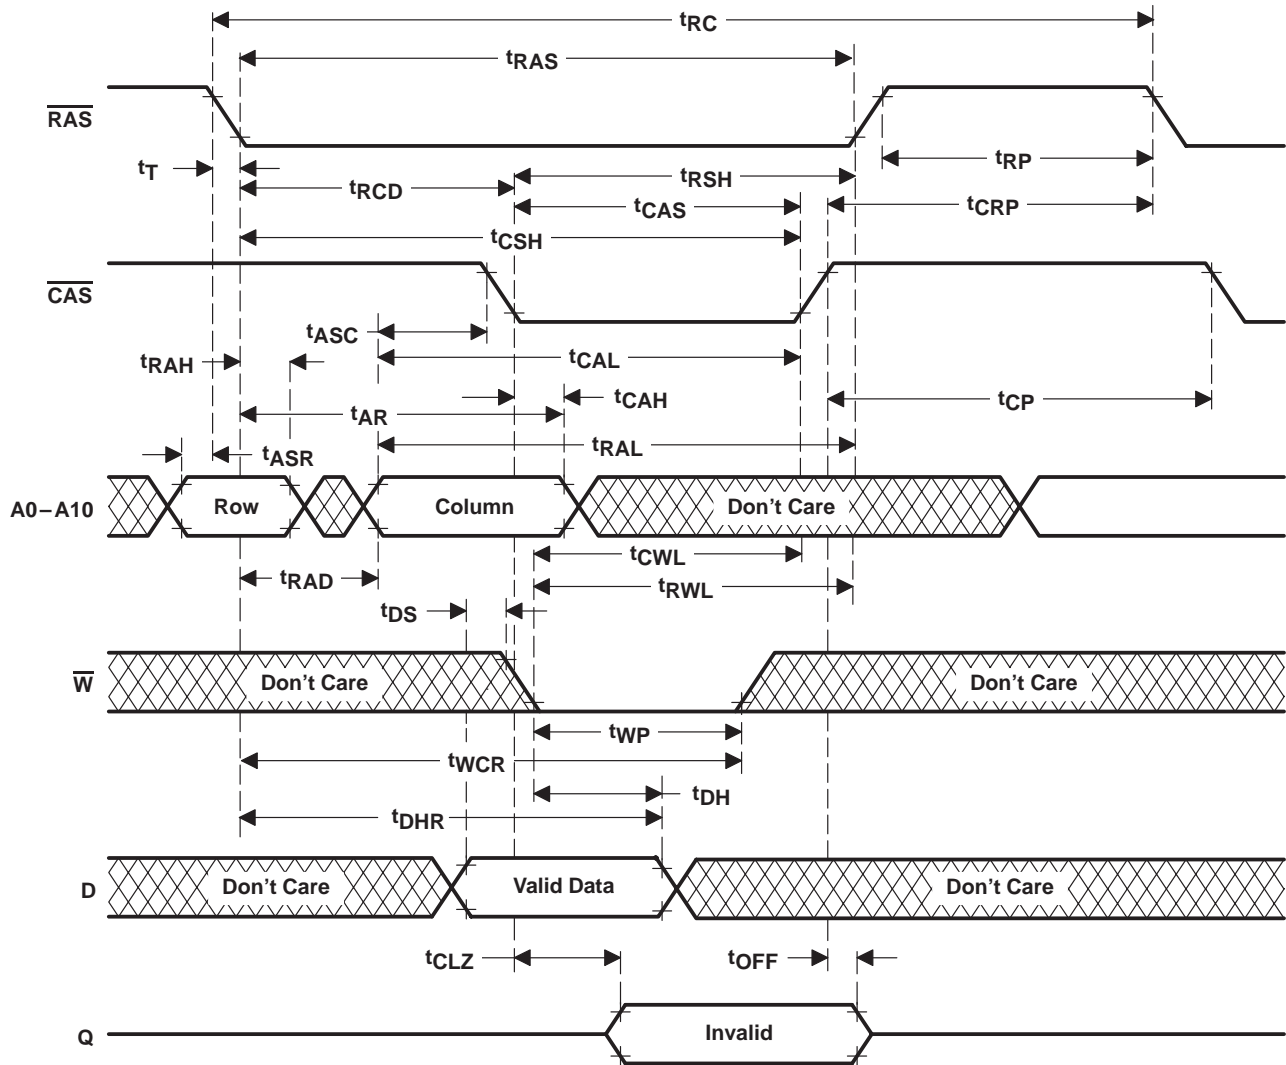 tRC
tRAS
RAS
tT
tRP
tRSH
tRCD
tCAS
tCRP
tCSH
CAS
tASC
tRAH
tCAL
tCAH
tAR
tCP
tASR
tRAL
A0–A10
Row
Column
Don't Care
tCWL
tRAD
tRWL
tDS
W
Don't Care
Don't Care
tWP
tWCR
tDH
tDHR
D
Don't Care
Valid Data
Don't Care
tCLZ
tOFF
Q
Invalid